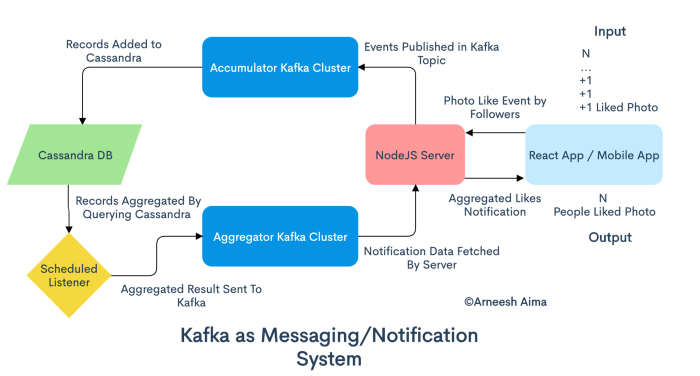 Input
Records Added to
Cassandra
Accumulator Kafka Cluster
Events Published in Kafka
Topic
N
...
+1
+1
+1 Liked Photo
Photo Like Event by
Followers
Cassandra DB
NodeJS Server
React App / Mobile App
Records Aggregated By
Querying Cassandra
Aggregated Likes
Notification
N
People Liked Photo
Output
Aggregator Kafka Cluster
Notification Data Fetched
By Server
Scheduled
Listener
Aggregated Result Sent To
Kafka
©Arneesh Aima
Kafka as Messaging/Notification
System